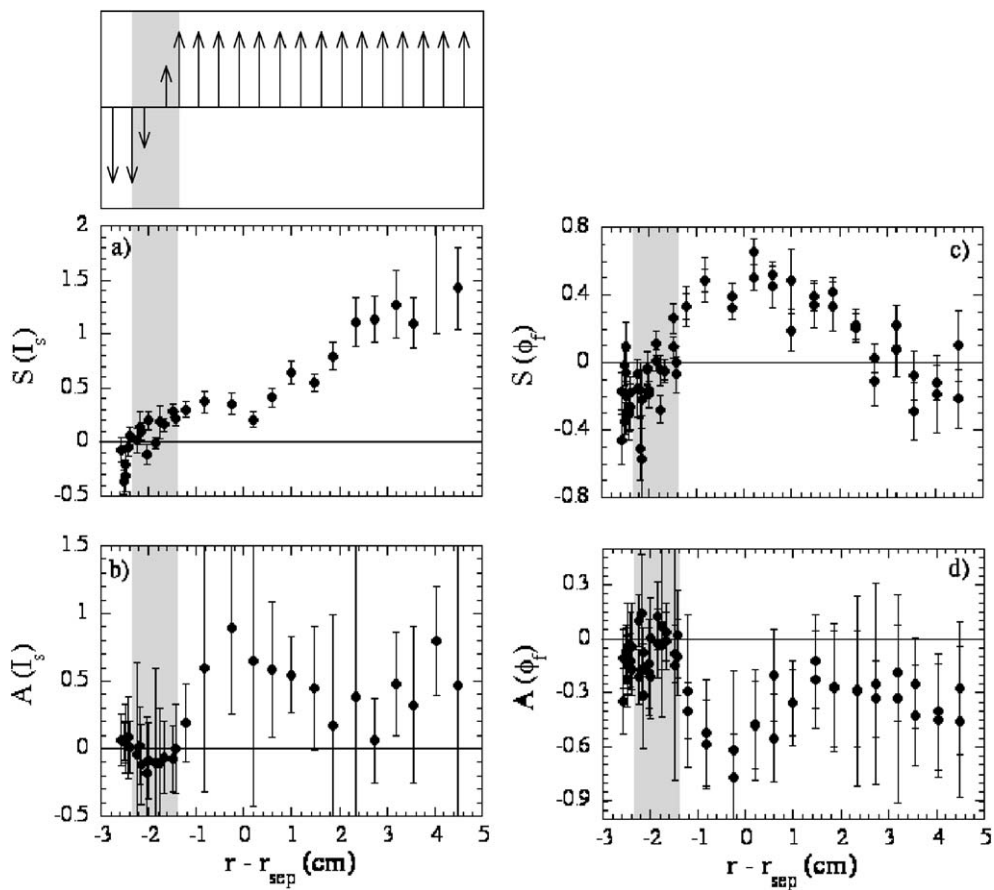 a)
S (I_s)
2
1.5
1
0.5
0
-0.5
b)
A (I_s)
1.5
1
0.5
0
-0.5
-3 -2 -1 0 1 2 3 4 5
r - r_sep (cm)
c)
S (ϕ_f)
0.8
0.4
0
-0.4
-0.8
d)
A (ϕ_f)
0.3
0
-0.3
-0.6
-0.9
-3 -2 -1 0 1 2 3 4 5
r - r_sep (cm)